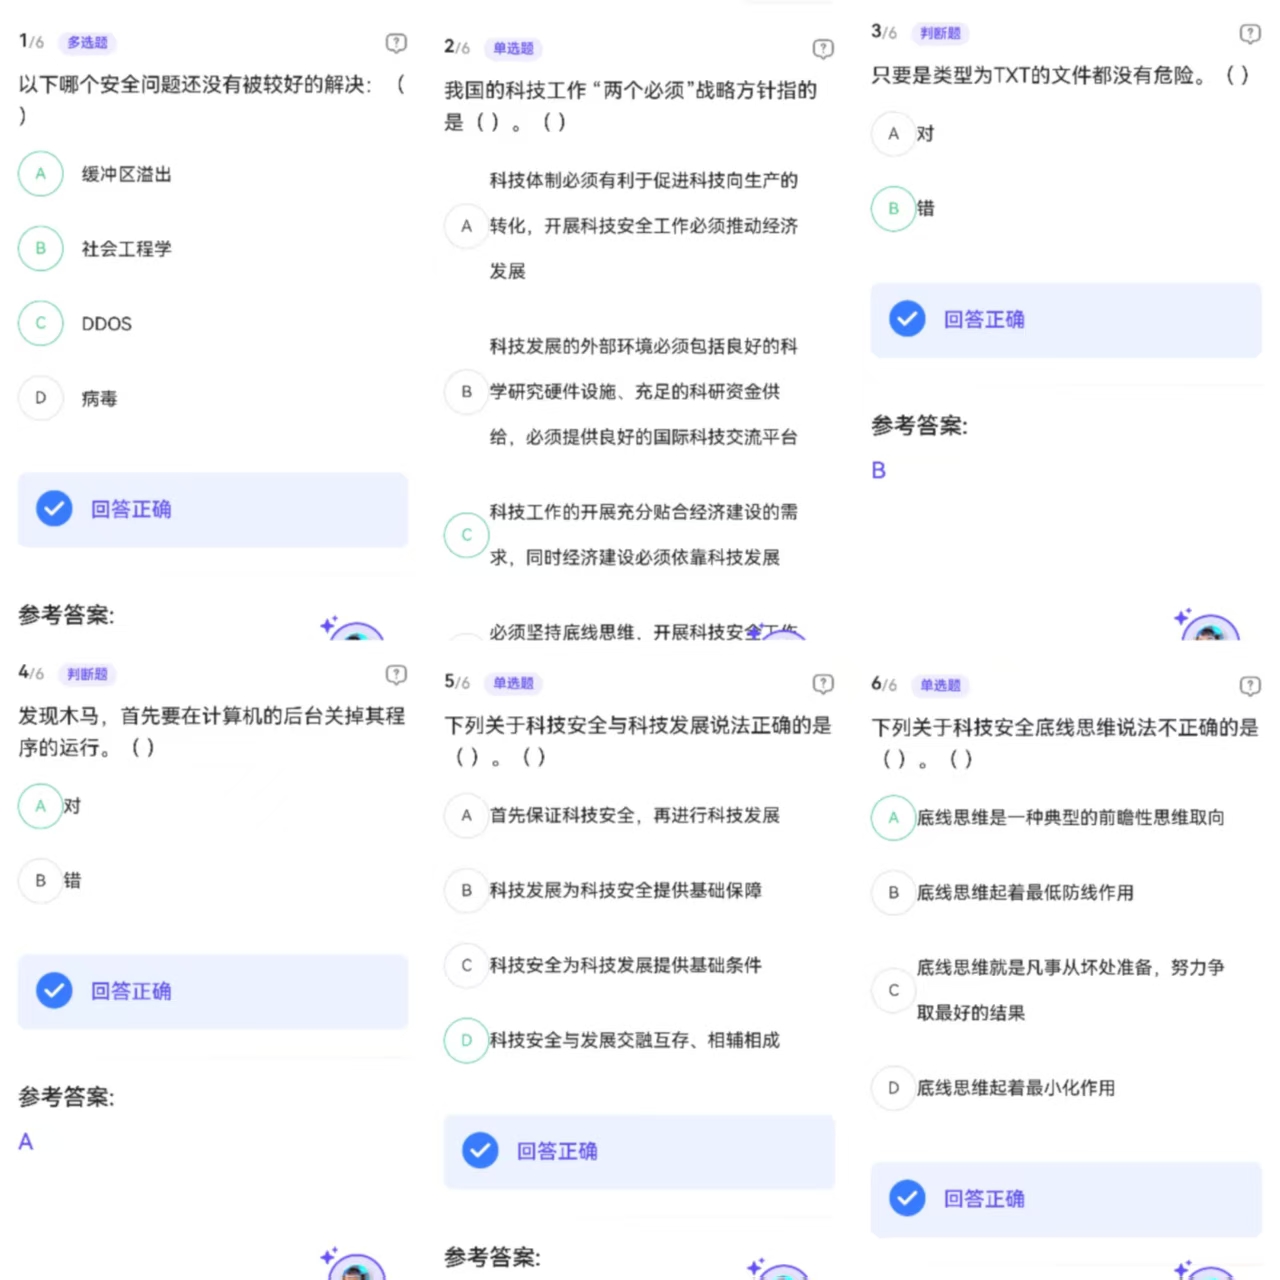 1/6 多选题
以下哪个安全问题还没有被较好的解决：（
）
A 缓冲区溢出
B 社会工程学
C DDOS
D 病毒
回答正确
参考答案:
2/6 单选题
我国的科技工作 “两个必须”战略方针指的
是（）。（）
科技体制必须有利于促进科技向生产的
A 转化，开展科技安全工作必须推动经济
发展
科技发展的外部环境必须包括良好的科
B 学研究硬件设施、充足的科研资金供
给，必须提供良好的国际科技交流平台
科技工作的开展充分贴合经济建设的需
C
求，同时经济建设必须依靠科技发展
必须坚持底线思维，开展科技安全工作
3/6 判断题
只要是类型为TXT的文件都没有危险。（）
A 对
B 错
回答正确
参考答案:
B
4/6 判断题
发现木马，首先要在计算机的后台关掉其程
序的运行。（）
A 对
B 错
回答正确
参考答案:
A
5/6 单选题
下列关于科技安全与科技发展说法正确的是
（）。（）
A 首先保证科技安全，再进行科技发展
B 科技发展为科技安全提供基础保障
C 科技安全为科技发展提供基础条件
D 科技安全与发展交融互存、相辅相成
回答正确
参考答案:
6/6 单选题
下列关于科技安全底线思维说法不正确的是
（）。（）
A 底线思维是一种典型的前瞻性思维取向
B 底线思维起着最低防线作用
底线思维就是凡事从坏处准备，努力争
C
取最好的结果
D 底线思维起着最小化作用
回答正确